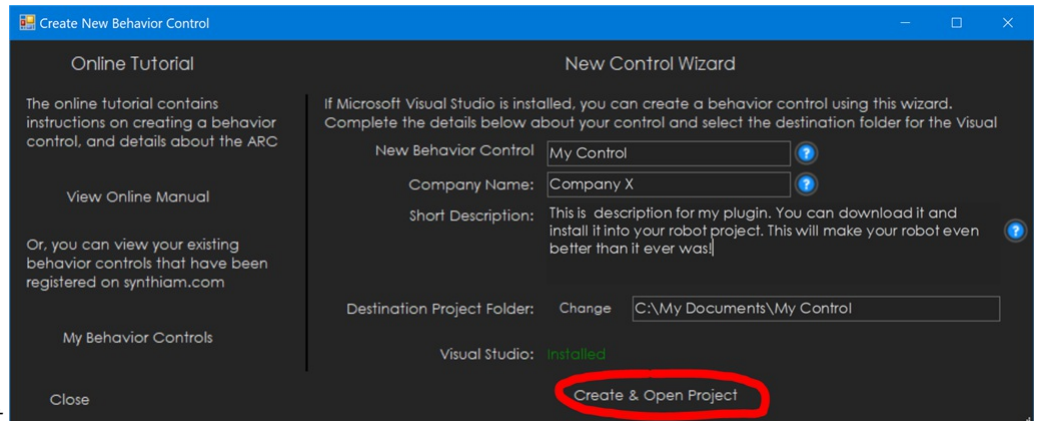 Create New Behavior Control
Online Tutorial
The online tutorial contains
instructions on creating a behavior
control, and details about the ARC
View Online Manual
Or, you can view your existing
behavior controls that have been
registered on synthiam.com
My Behavior Controls
Close
New Control Wizard
If Microsoft Visual Studio is installed, you can create a behavior control using this wizard.
Complete the details below about your control and select the destination folder for the Visual
New Behavior Control My Control ?
Company Name: Company X ?
Short Description: This is description for my plugin. You can download it and
install it into your robot project. This will make your robot even ?
better than it ever was!
Destination Project Folder: Change C:\My Documents\My Control
Visual Studio: Installed
Create & Open Project